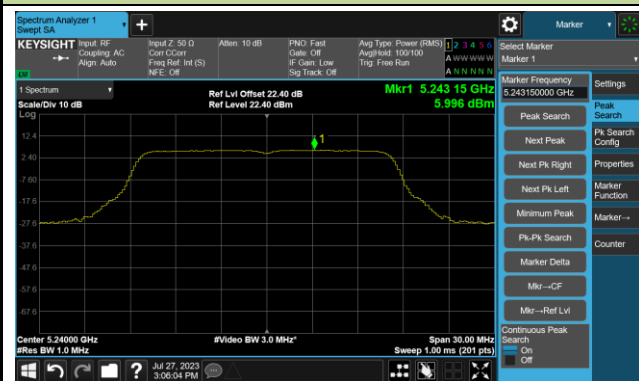 Spectrum Analyzer 1
Swept SA
+
Marker
KEYSIGHT
Input: RF
Coupling: AC
Align: Auto
Input Z: 50 Ω
Corr CCorr
Freq Ref: Int (S)
NFE: Off
Atten: 10 dB
PNO: Fast
Gate: Off
IF Gain: Low
Sig Track: Off
Avg Type: Power (RMS)
Avg|Hold: 100/100
Trig: Free Run
1 2 3 4 5 6
A W W W W W
A N N N N N
Select Marker
Marker 1
1 Spectrum
Scale/Div 10 dB
Log
Ref Lvl Offset 22.40 dB
Ref Level 22.40 dBm
Mkr1 5.243 15 GHz
5.996 dBm
12.4
2.40
-7.60
-17.6
-27.6
-37.6
-47.6
-57.6
-67.6
1
Center 5.24000 GHz
#Res BW 1.0 MHz
#Video BW 3.0 MHz*
Span 30.00 MHz
Sweep 1.00 ms (201 pts)
Marker Frequency
5.243150000 GHz
Peak Search
Next Peak
Next Pk Right
Next Pk Left
Minimum Peak
Pk-Pk Search
Marker Delta
Mkr→CF
Mkr→Ref Lvl
Continuous Peak
Search
On
Off
Settings
Peak
Search
Pk Search
Config
Properties
Marker
Function
Marker→
Counter
?
Jul 27, 2023
3:06:04 PM